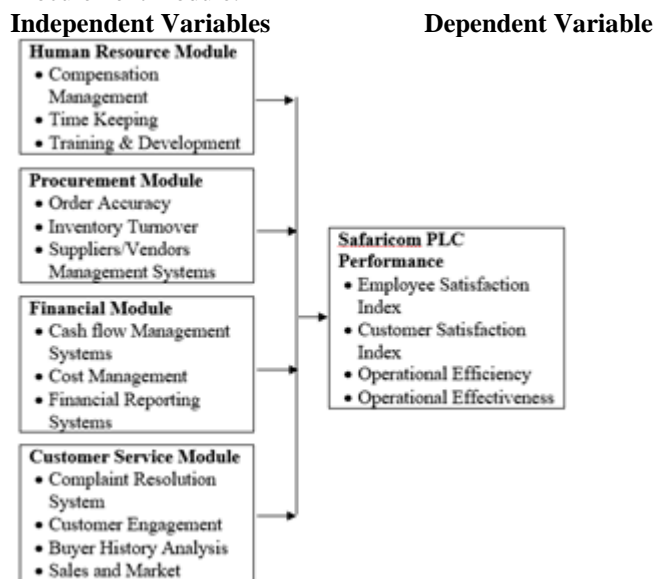 Independent Variables
Dependent Variable
Human Resource Module
• Compensation
Management
• Time Keeping
• Training & Development
Procurement Module
• Order Accuracy
• Inventory Turnover
• Suppliers/Vendors
Management Systems
Financial Module
• Cash flow Management
Systems
• Cost Management
• Financial Reporting
Systems
Customer Service Module
• Complaint Resolution
System
• Customer Engagement
• Buyer History Analysis
• Sales and Market
Safaricom PLC
Performance
• Employee Satisfaction
Index
• Customer Satisfaction
Index
• Operational Efficiency
• Operational Effectiveness